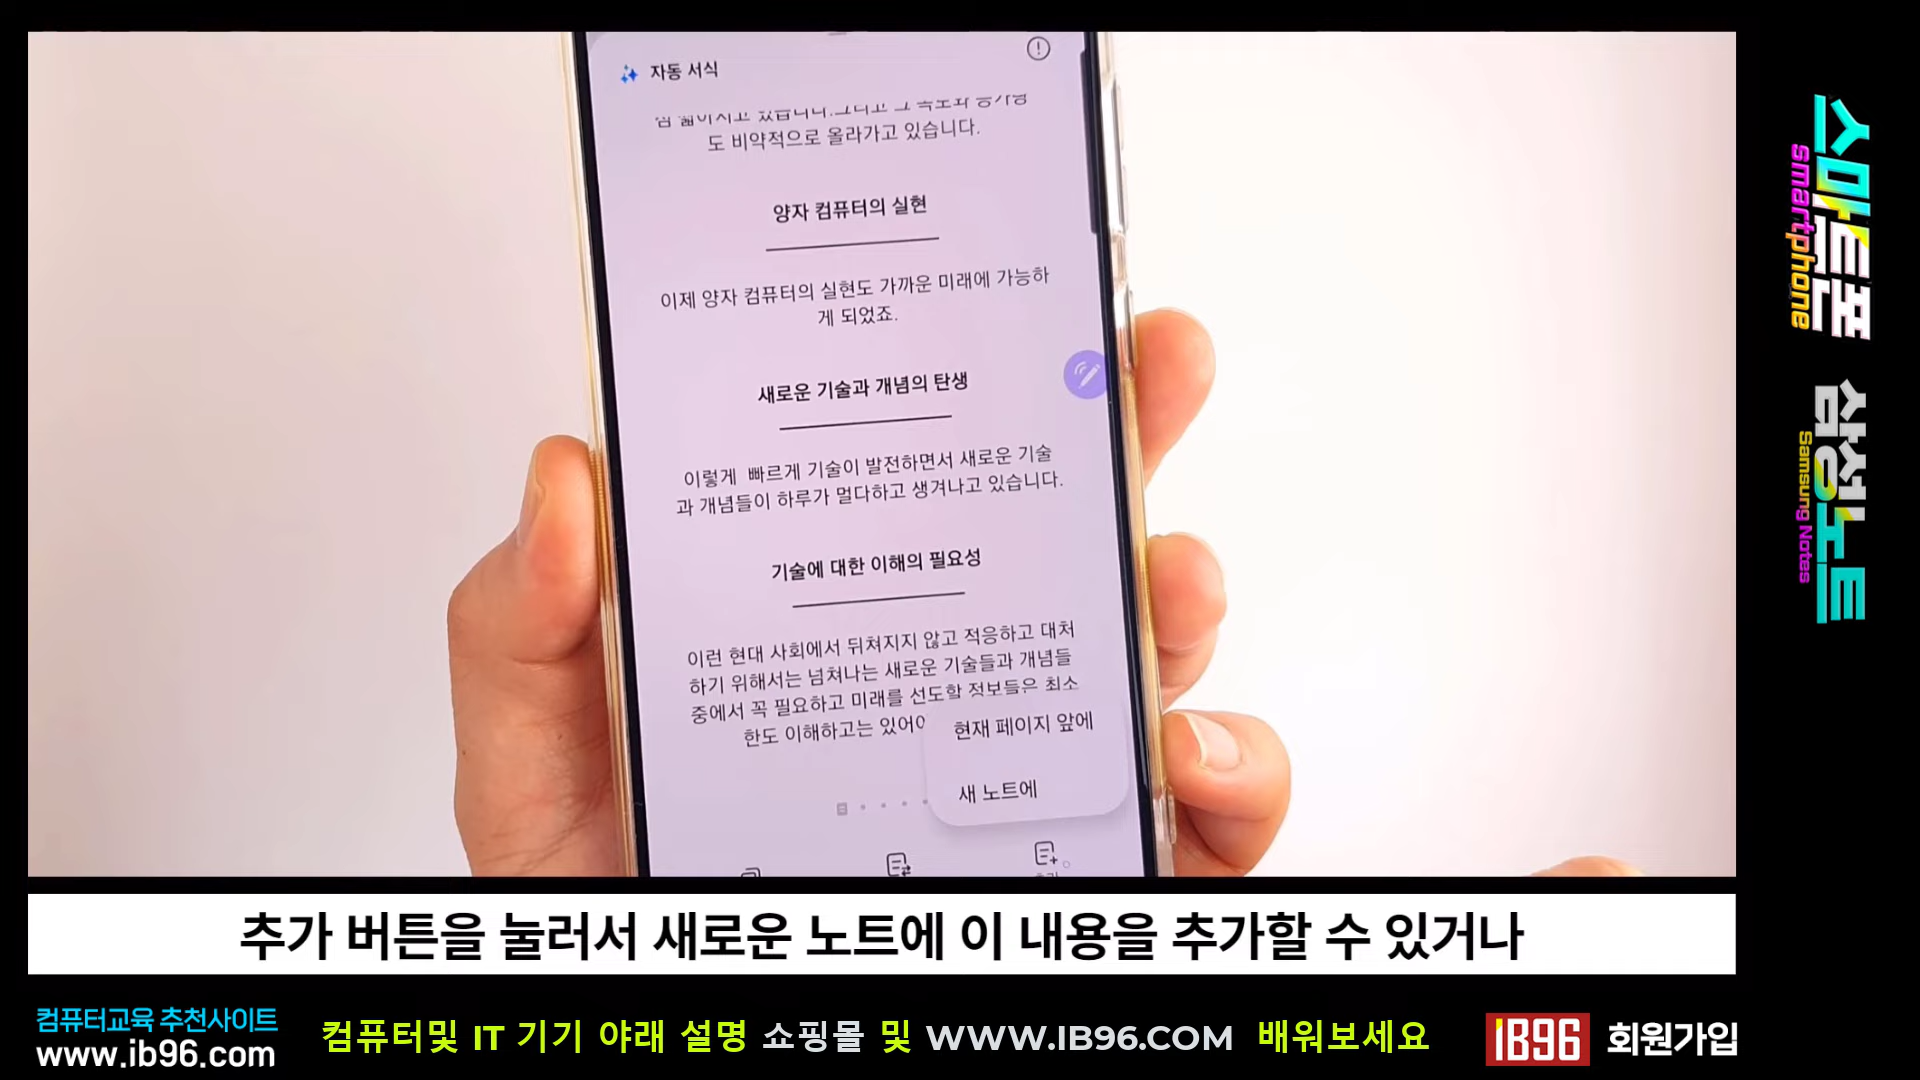 자동 서식
도 비약적으로 올라가고 있습니다.
양자 컴퓨터의 실현
이제 양자 컴퓨터의 실현도 가까운 미래에 가능하
게 되었죠.
새로운 기술과 개념의 탄생
이렇게 빠르게 기술이 발전하면서 새로운 기술
과 개념들이 하루가 멀다하고 생겨나고 있습니다.
기술에 대한 이해의 필요성
이런 현대 사회에서 뒤쳐지지 않고 적응하고 대처
하기 위해서는 넘쳐나는 새로운 기술들과 개념들
중에서 꼭 필요하고 미래를 선도할 정보들은 최소
한도 이해하고는 있어야
현재 페이지 앞에
새 노트에
추가 버튼을 눌러서 새로운 노트에 이 내용을 추가할 수 있거나
컴퓨터교육 추천사이트
www.ib96.com
컴퓨터및 IT 기기 야래 설명 쇼핑몰 및 WWW.IB96.COM 배워보세요
IB96 회원가입
스마트폰
smartphone
삼성노트
Samsung Notes